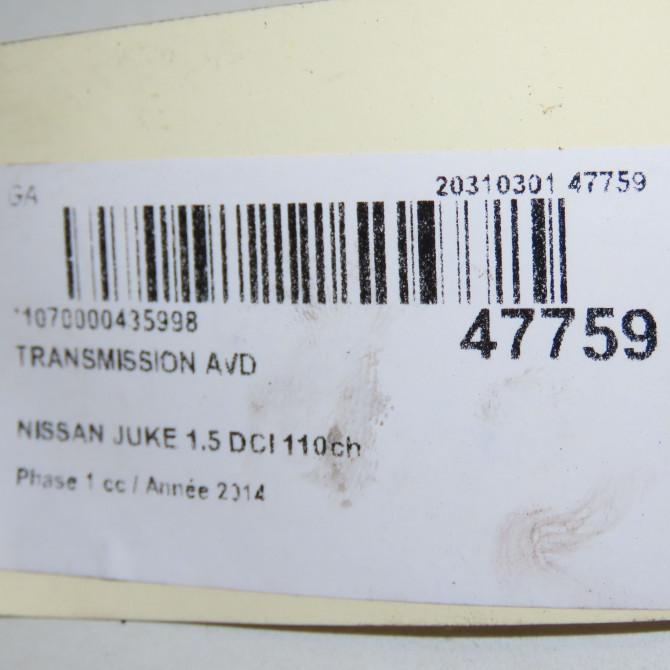 GA
20310301 47759
*1070000435998
47759
TRANSMISSION AVD
NISSAN JUKE 1.5 DCI 110ch
Phase 1 cc / Année 2014